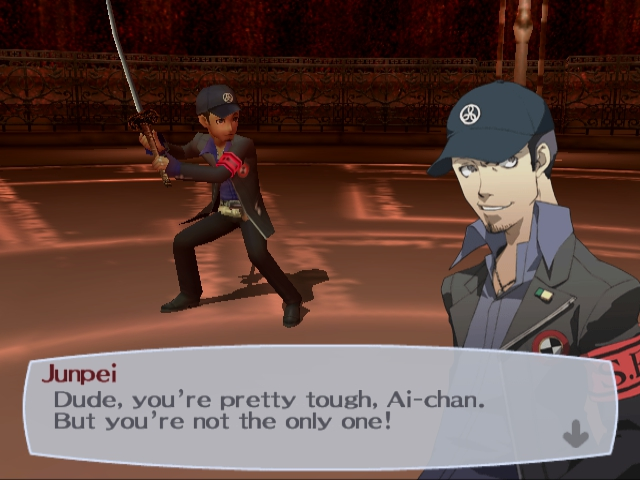 Junpei
Dude, you're pretty tough, Ai-chan.
But you're not the only one!